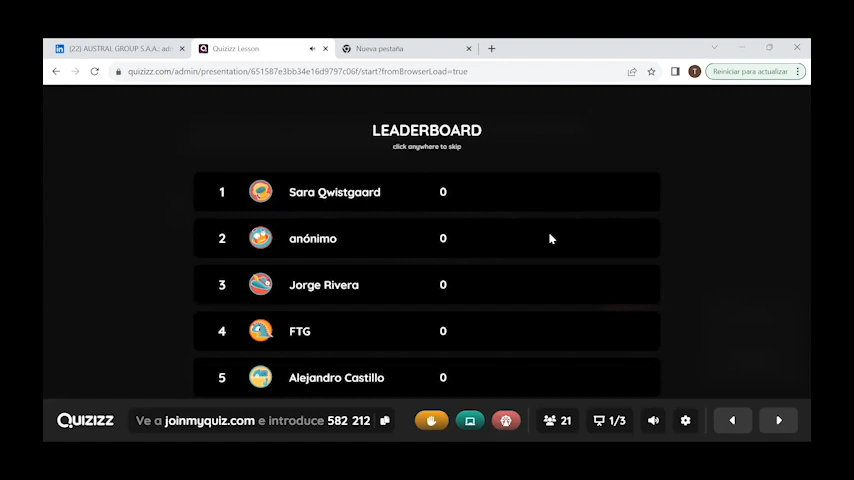 (22) AUSTRAL GROUP S.A.A.: adm
Quizizz Lesson
Nueva pestaña
quizizz.com/admin/presentation/651587e3bb34e16d9797c06f/start?fromBrowserLoad=true
T
Reiniciar para actualizar
LEADERBOARD
click anywhere to skip
1 Sara Qwistgaard 0
2 anónimo 0
3 Jorge Rivera 0
4 FTG 0
5 Alejandro Castillo 0
QUIZIZZ Ve a joinmyquiz.com e introduce 582 212 21 1/3